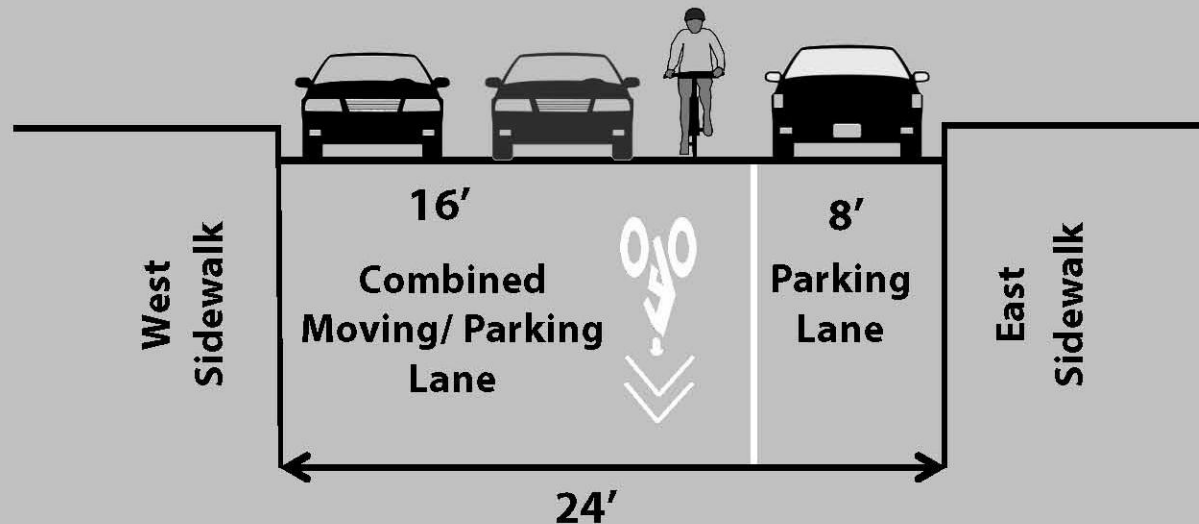 16’
8’
Combined
Moving/ Parking
Lane
Parking
Lane
West
Sidewalk
East
Sidewalk
24’